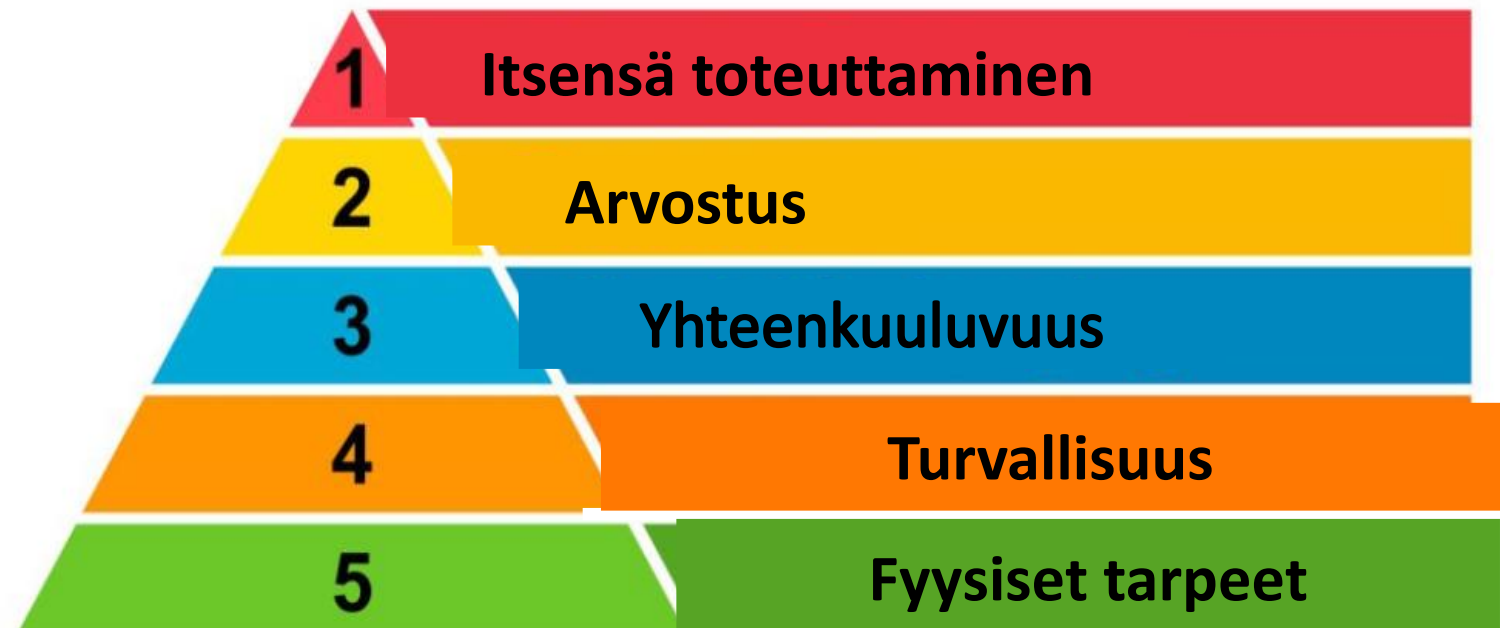 1 Itsensä toteuttaminen
2 Arvostus
3 Yhteenkuuluvuus
4 Turvallisuus
5 Fyysiset tarpeet